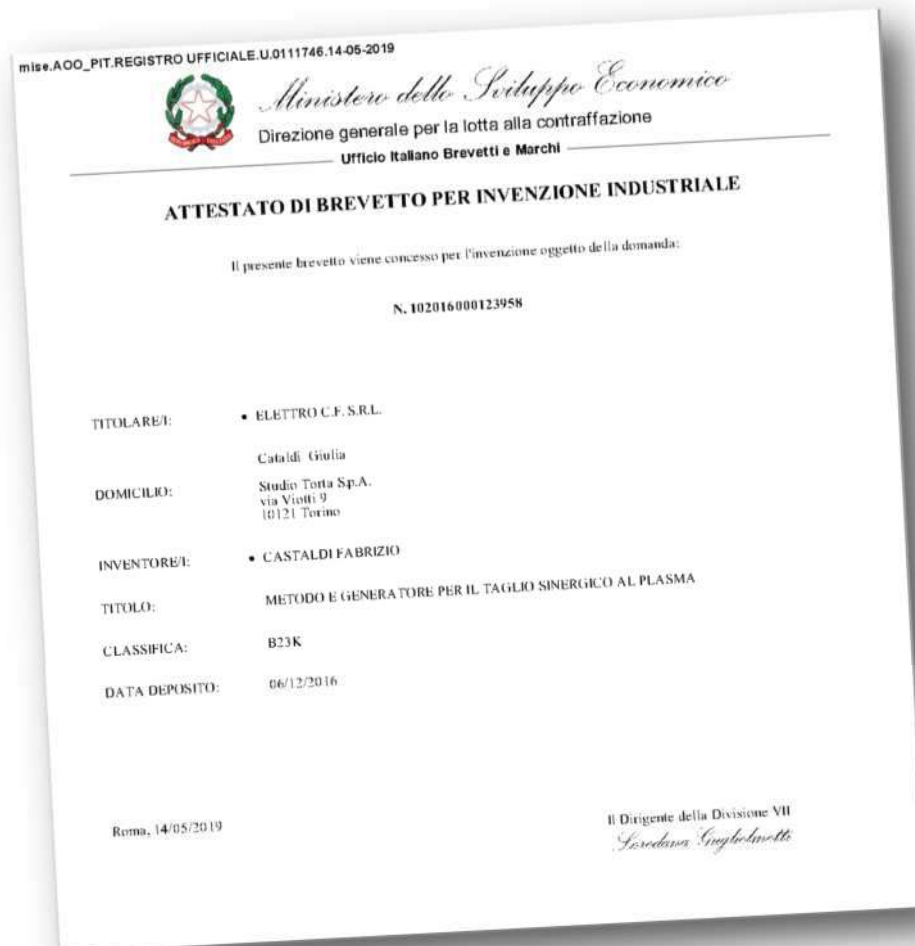 mise.AOO_PIT.REGISTRO UFFICIALE.U.0111746.14-05-2019
Ministero dello Sviluppo Economico
Direzione generale per la lotta alla contraffazione
Ufficio Italiano Brevetti e Marchi
ATTESTATO DI BREVETTO PER INVENZIONE INDUSTRIALE
Il presente brevetto viene concesso per l'invenzione oggetto della domanda:
N. 102016000123958
TITOLARE/I: • ELETTRO C.F. S.R.L.
Cataldi Giulia
DOMICILIO: Studio Torta S.p.A.
via Viotti 9
10121 Torino
INVENTORE/I: • CASTALDI FABRIZIO
TITOLO: METODO E GENERATORE PER IL TAGLIO SINERGICO AL PLASMA
CLASSIFICA: B23K
DATA DEPOSITO: 06/12/2016
Roma, 14/05/2019
Il Dirigente della Divisione VII
Loredana Guglielmetti